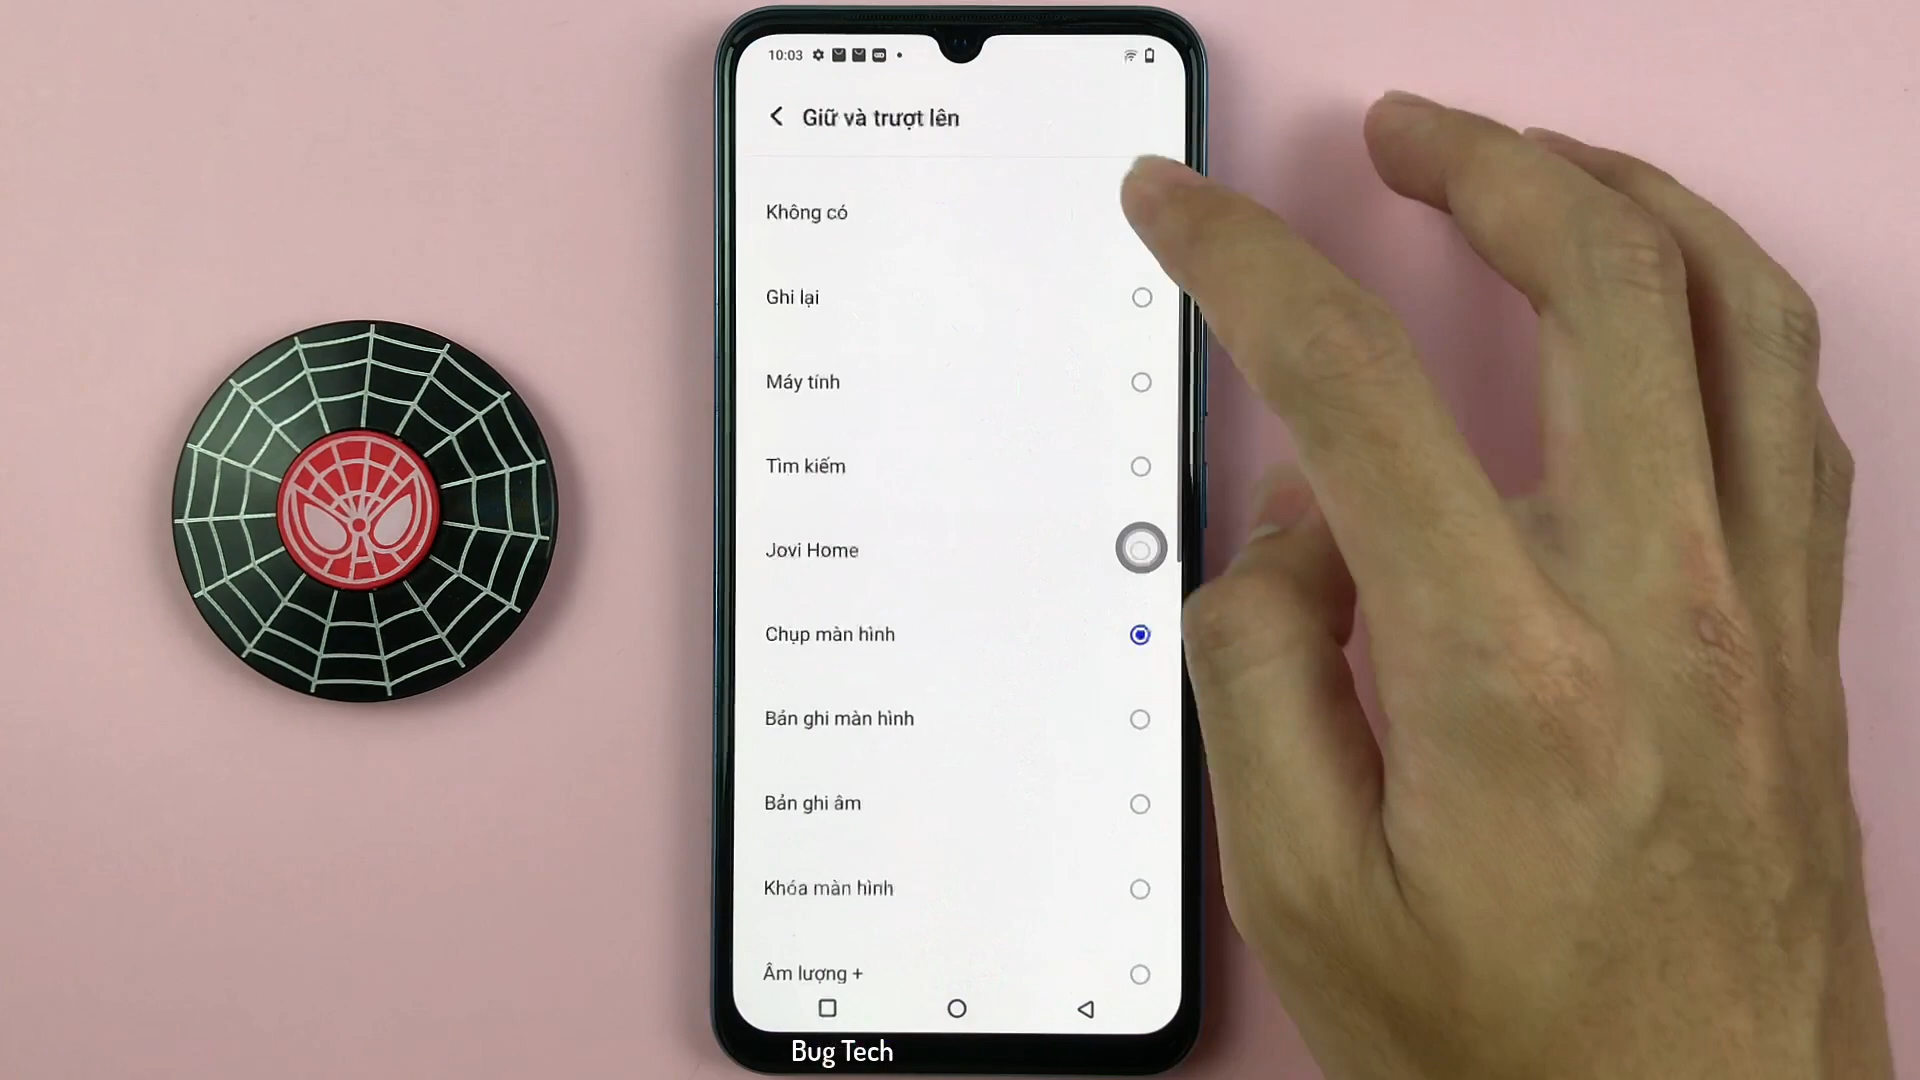 10:03
Giữ và trượt lên
Không có
Ghi lại
Máy tính
Tìm kiếm
Jovi Home
Chụp màn hình
Bản ghi màn hình
Bản ghi âm
Khóa màn hình
Âm lượng +
Bug Tech